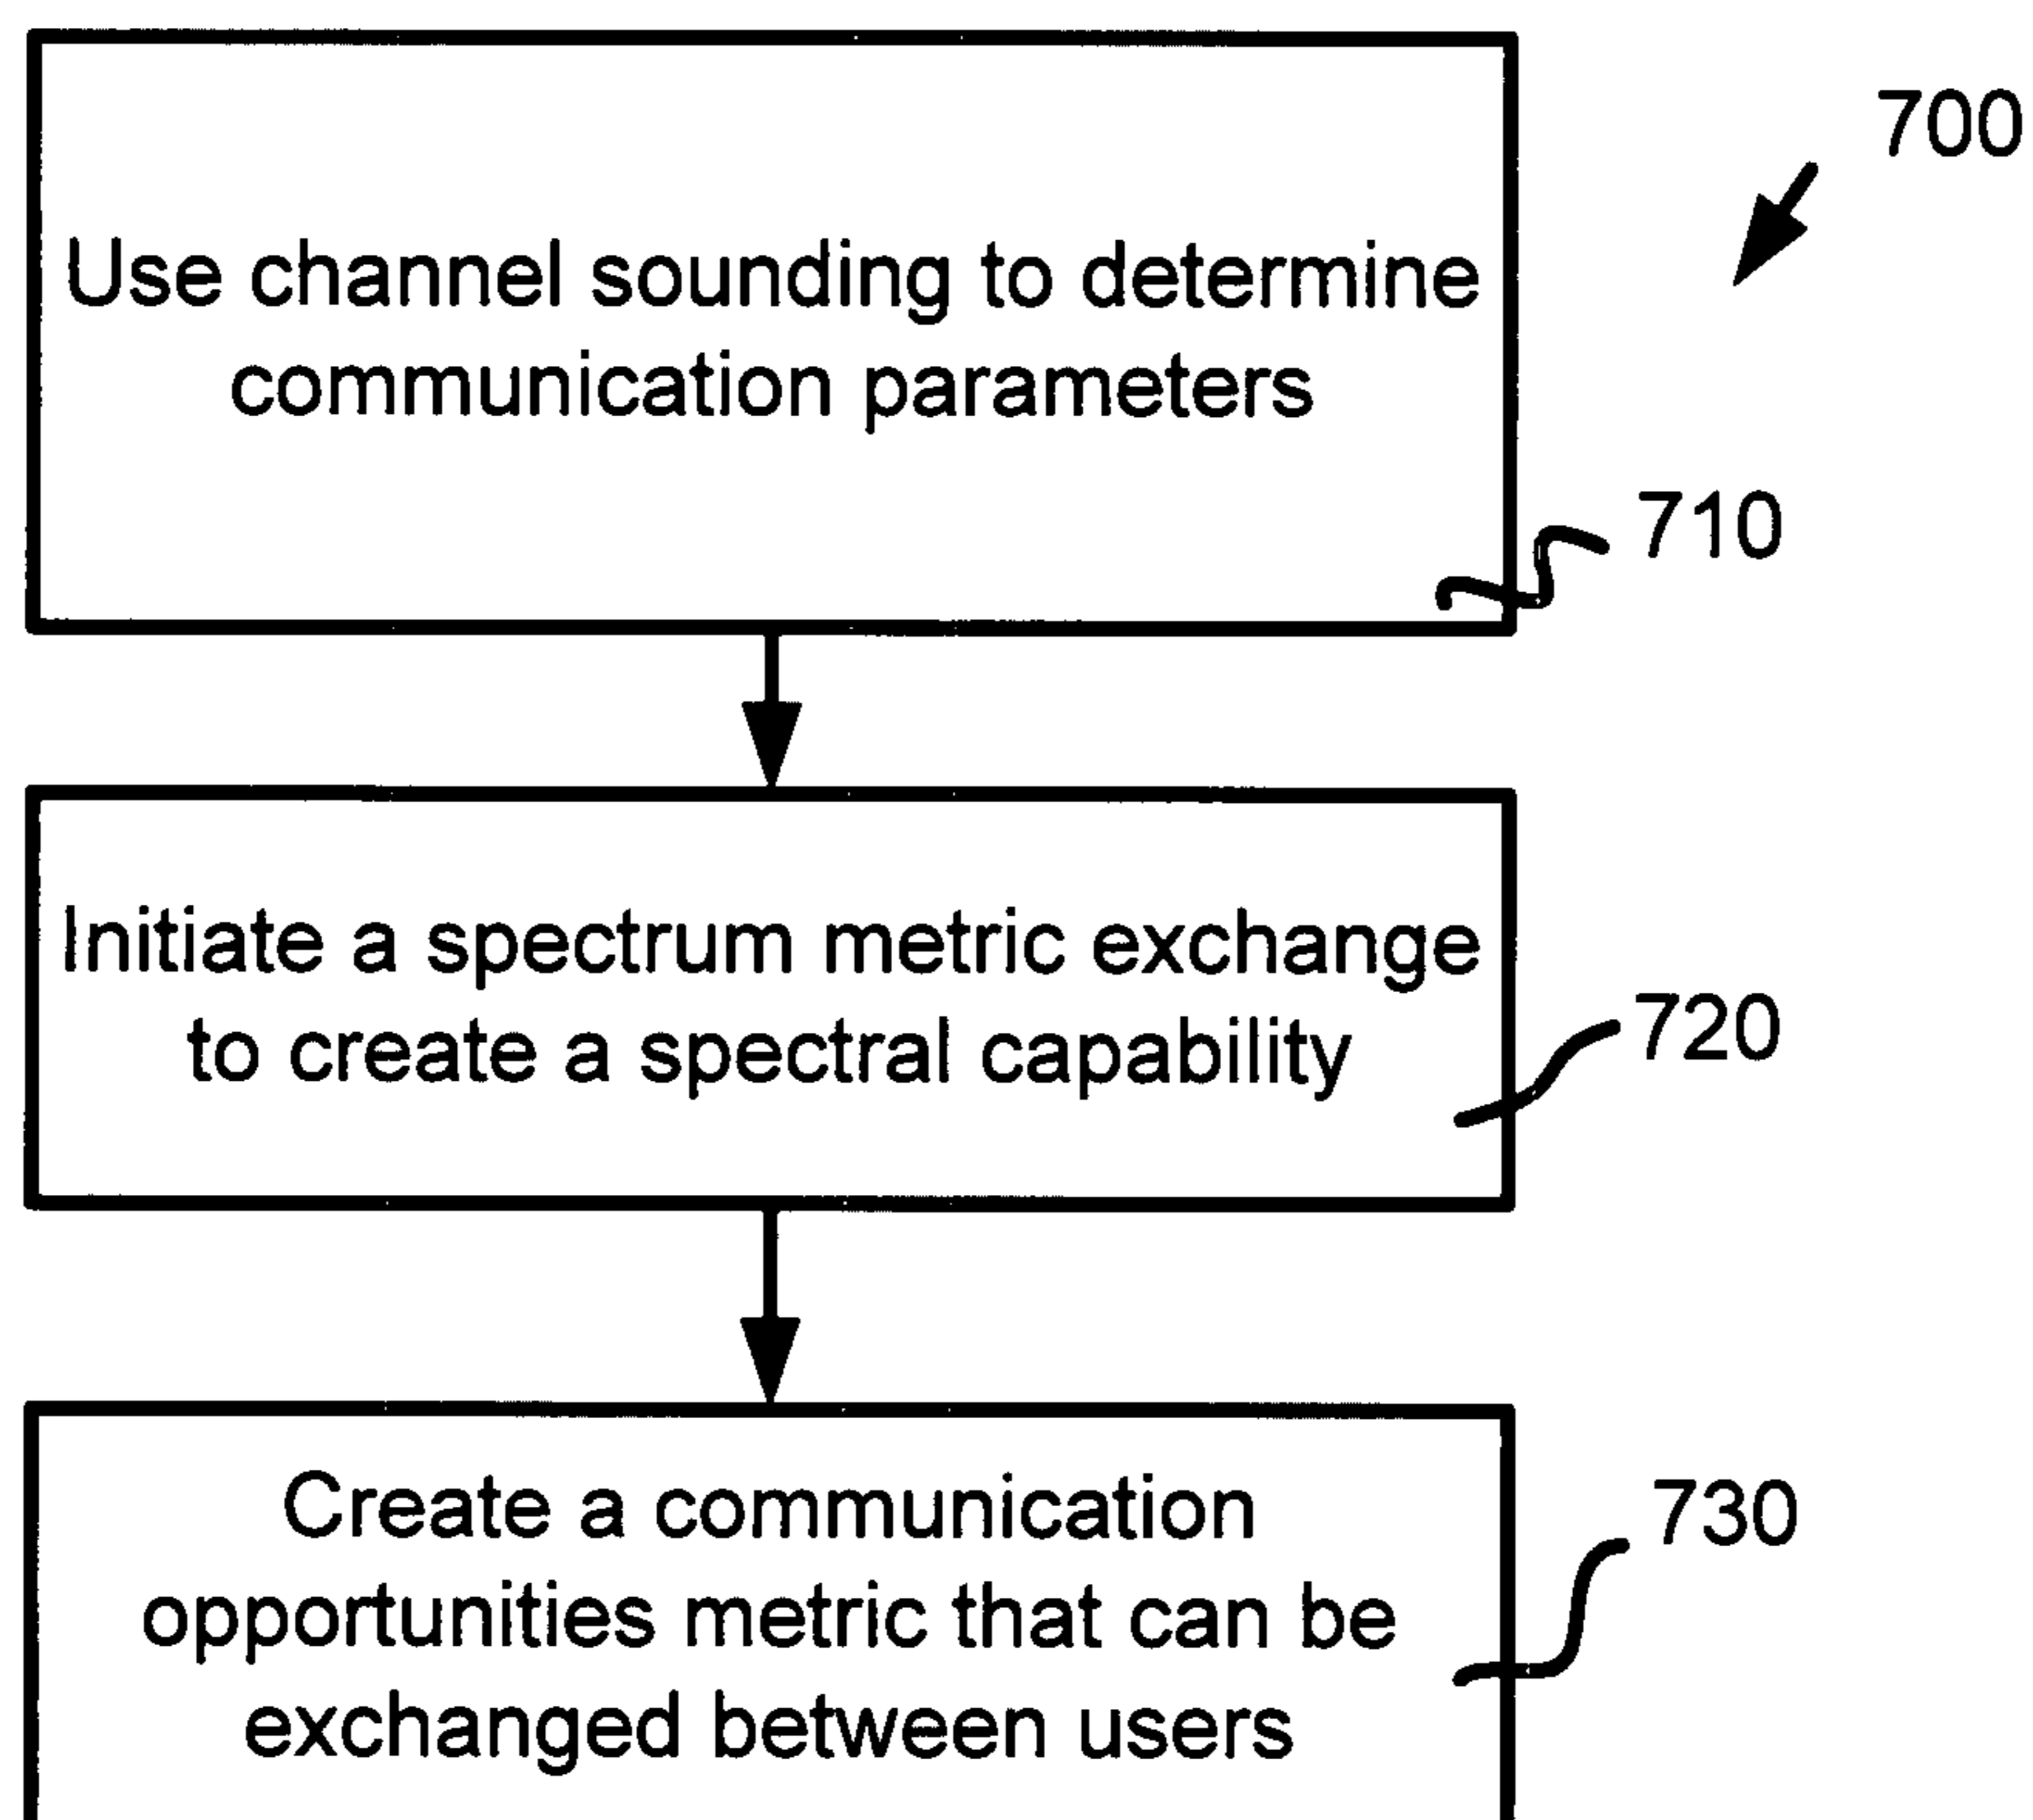 700
Use channel sounding to determine
communication parameters
710
Initiate a spectrum metric exchange
to create a spectral capability
720
Create a communication
opportunities metric that can be
exchanged between users
730